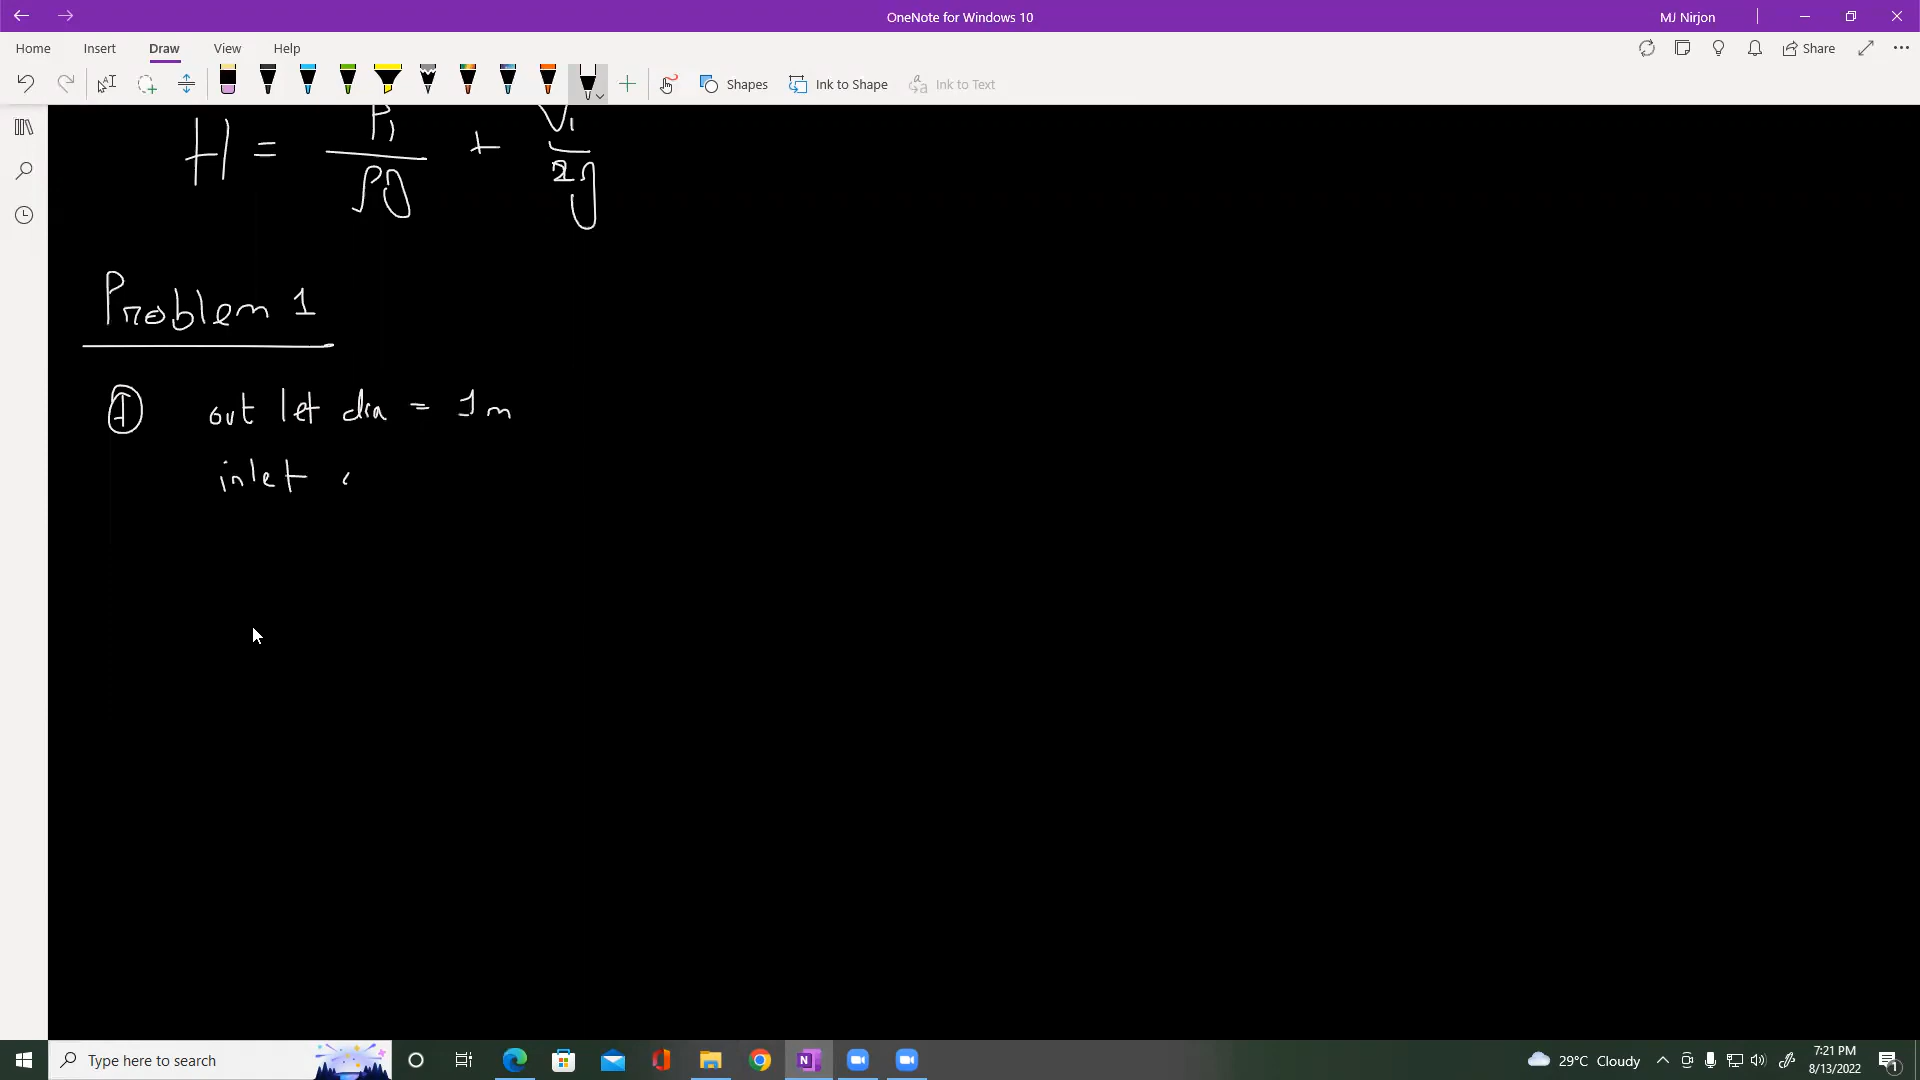 OneNote for Windows 10
MJ Nirjon
Home Insert Draw View Help
Share
Shapes Ink to Shape Ink to Text
H = P₁/ρg + V₁/2g
Problem 1
① out let dia = 1m
inlet
Type here to search
29°C Cloudy
7:21 PM
8/13/2022
1